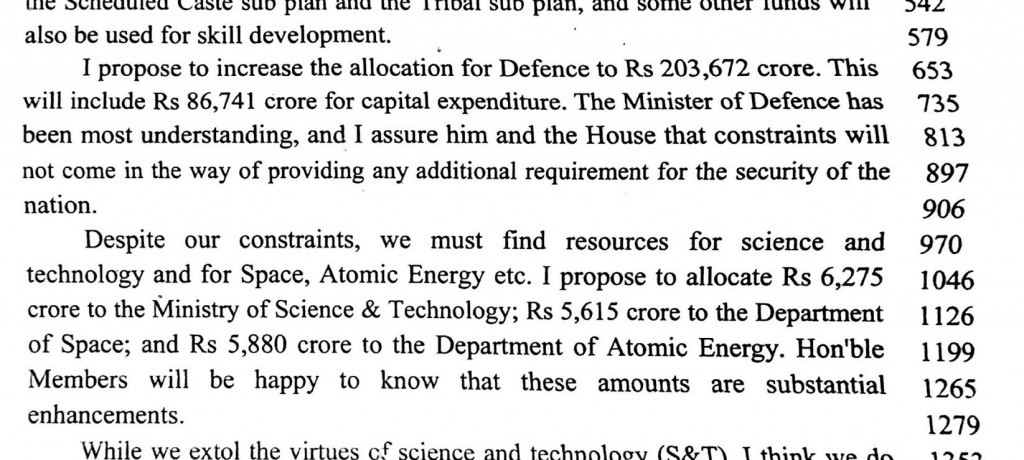 the Scheduled Caste sub plan and the Tribal sub plan, and some other funds will 542
also be used for skill development. 579
I propose to increase the allocation for Defence to Rs 203,672 crore. This 653
will include Rs 86,741 crore for capital expenditure. The Minister of Defence has 735
been most understanding, and I assure him and the House that constraints will 813
not come in the way of providing any additional requirement for the security of the 897
nation. 906
Despite our constraints, we must find resources for science and 970
technology and for Space, Atomic Energy etc. I propose to allocate Rs 6,275 1046
crore to the Ministry of Science & Technology; Rs 5,615 crore to the Department 1126
of Space; and Rs 5,880 crore to the Department of Atomic Energy. Hon'ble 1199
Members will be happy to know that these amounts are substantial 1265
enhancements. 1279
While we extol the virtues of science and technology (S&T), I think we do 1352